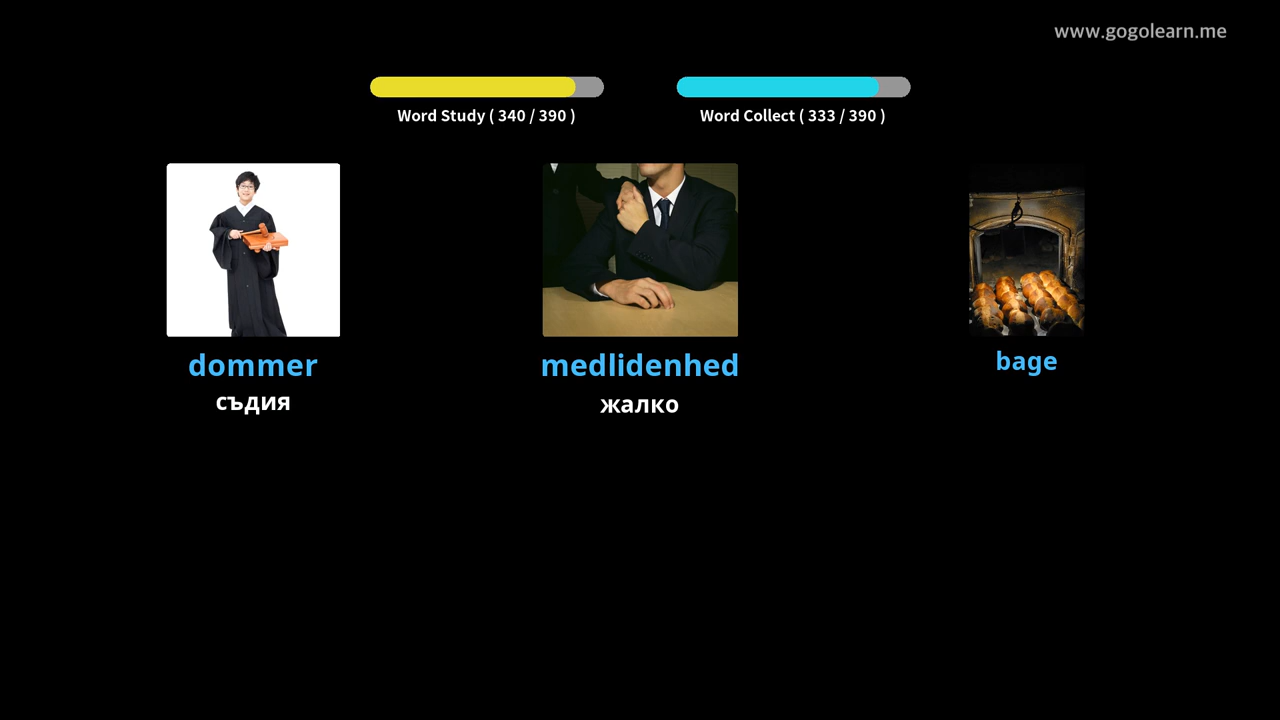 www.gogolearn.me
Word Study ( 340 / 390 )
Word Collect ( 333 / 390 )
dommer
medlidenhed
bage
съдия
жалко